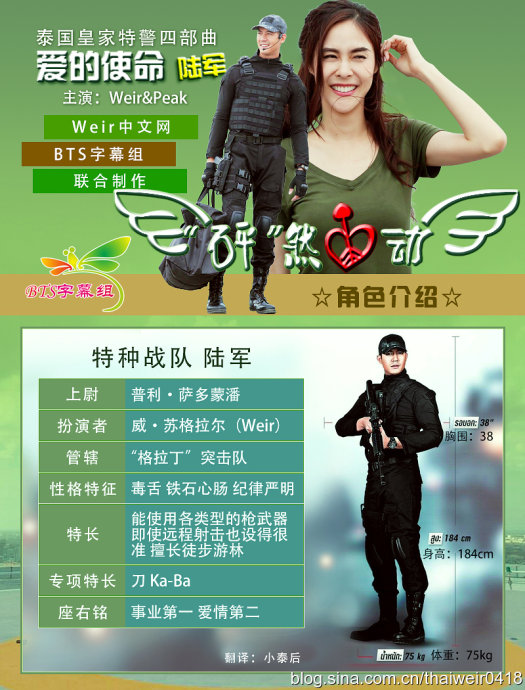 泰国皇家特警四部曲
爱的使命 陆军
主演：Weir&Peak
Weir中文网
BTS字幕组
联合制作
“砰”然心动
BTS字幕组
☆角色介绍☆
特种战队 陆军
上尉 普利·萨多蒙潘
扮演者 威·苏格拉尔（Weir）
管辖 “格拉丁”突击队
性格特征 毒舌 铁石心肠 纪律严明
特长 能使用各类型的枪武器
即使远程射击也设得很
准 擅长徒步游林
专项特长 刀 Ka-Ba
座右铭 事业第一 爱情第二
翻译：小泰后
รอบอก: 38"
胸围：38
สูง: 184 cm
身高：184cm
น้ำหนัก: 75 kg 体重：75kg
blog.sina.com.cn/thaiweir0418